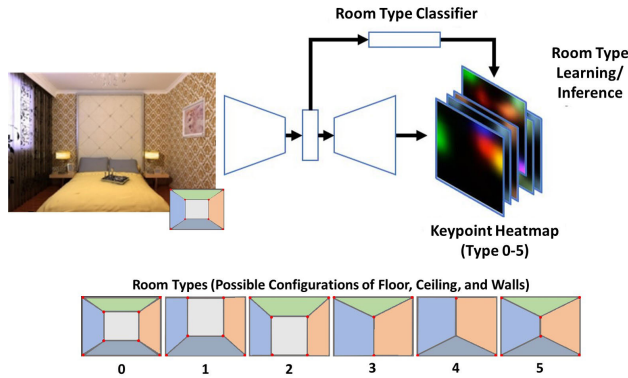 Room Type Classifier
Room Type
Learning/
Inference
Keypoint Heatmap
(Type 0-5)
Room Types (Possible Configurations of Floor, Ceiling, and Walls)
0 1 2 3 4 5